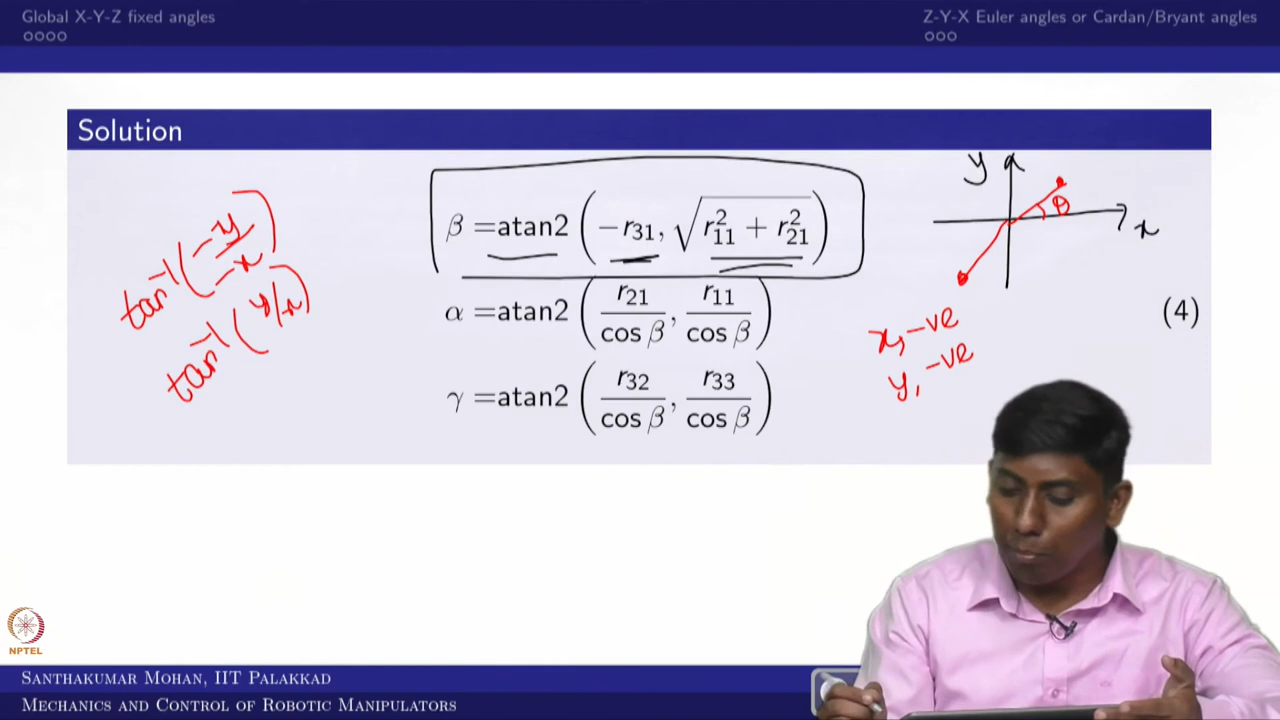 Global X-Y-Z fixed angles
Z-Y-X Euler angles or Cardan/Bryant angles
Solution
β =atan2 (−r31, √(r11² + r21²))
α =atan2 (r21/cos β, r11/cos β)
γ =atan2 (r32/cos β, r33/cos β)
(4)
tan⁻¹(−y/−x)
tan⁻¹(y/x)
y
x
θ
x, -ve
y, -ve
NPTEL
Santhakumar Mohan, IIT Palakkad
Mechanics and Control of Robotic Manipulators